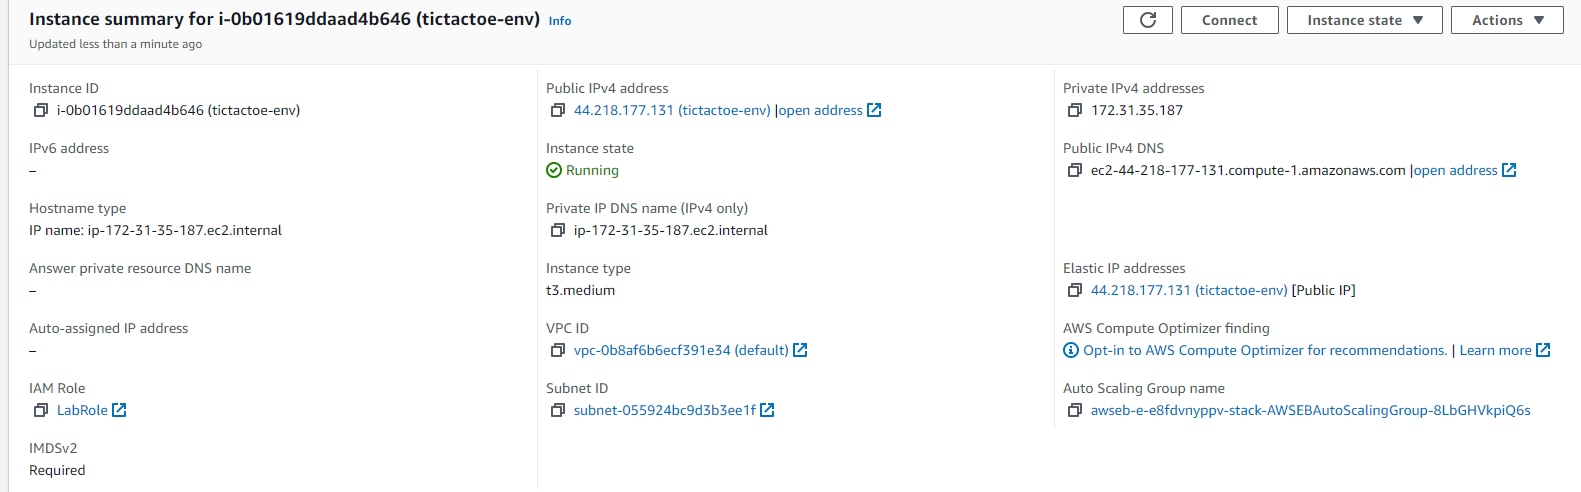 Instance summary for i-0b01619ddaad4b646 (tictactoe-env) Info
Updated less than a minute ago
Connect
Instance state
Actions
Instance ID
i-0b01619ddaad4b646 (tictactoe-env)
Public IPv4 address
44.218.177.131 (tictactoe-env) |open address
Private IPv4 addresses
172.31.35.187
IPv6 address
–
Instance state
Running
Public IPv4 DNS
ec2-44-218-177-131.compute-1.amazonaws.com |open address
Hostname type
IP name: ip-172-31-35-187.ec2.internal
Private IP DNS name (IPv4 only)
ip-172-31-35-187.ec2.internal
Answer private resource DNS name
–
Instance type
t3.medium
Elastic IP addresses
44.218.177.131 (tictactoe-env) [Public IP]
Auto-assigned IP address
–
VPC ID
vpc-0b8af6b6ecf391e34 (default)
AWS Compute Optimizer finding
Opt-in to AWS Compute Optimizer for recommendations. | Learn more
IAM Role
LabRole
Subnet ID
subnet-055924bc9d3b3ee1f
Auto Scaling Group name
awseb-e-e8fdvnyppv-stack-AWSEBAutoScalingGroup-8LbGHVkpiQ6s
IMDSv2
Required